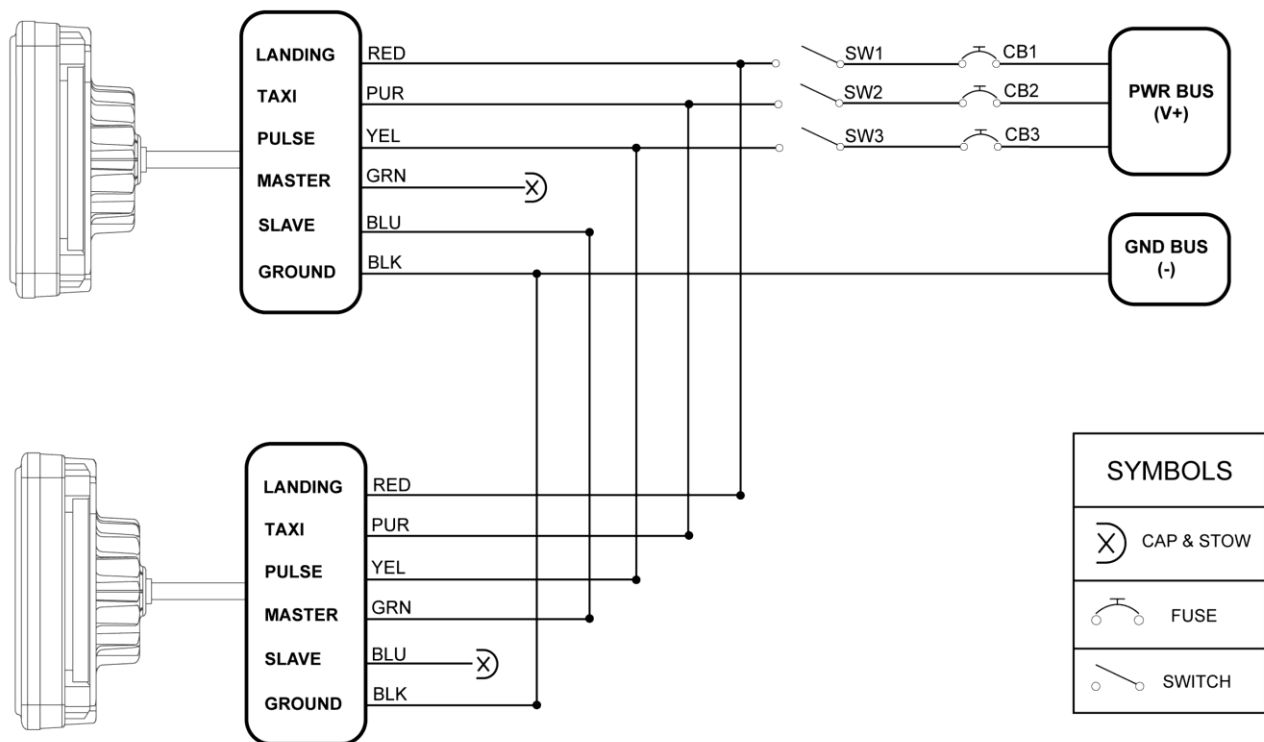 LANDING
RED
TAXI
PUR
PULSE
YEL
MASTER
GRN
SLAVE
BLU
GROUND
BLK
SW1
CB1
SW2
CB2
SW3
CB3
PWR BUS
(V+)
GND BUS
(-)
LANDING
RED
TAXI
PUR
PULSE
YEL
MASTER
GRN
SLAVE
BLU
GROUND
BLK
SYMBOLS
CAP & STOW
FUSE
SWITCH